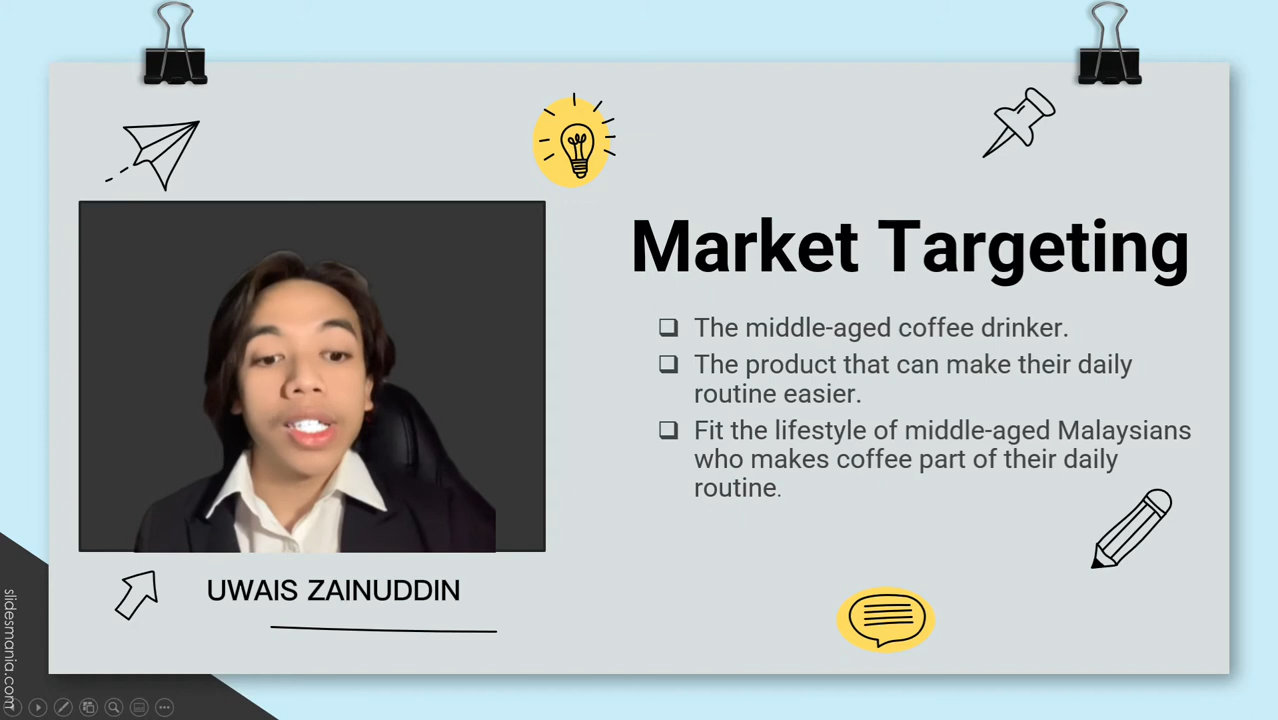 Market Targeting
The middle-aged coffee drinker.
The product that can make their daily
routine easier.
Fit the lifestyle of middle-aged Malaysians
who makes coffee part of their daily
routine.
UWAIS ZAINUDDIN
slidesmania.com